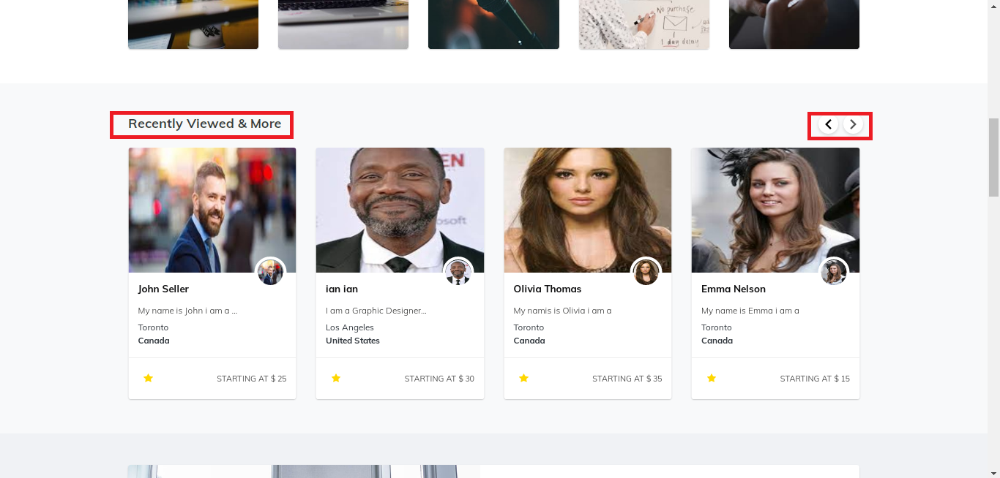 No purchase
1 day delay
Recently Viewed & More
EN
osoft
John Seller
My name is John i am a ...
Toronto
Canada
STARTING AT $ 25
ian ian
I am a Graphic Designer...
Los Angeles
United States
STARTING AT $ 30
Olivia Thomas
My namis is Olivia i am a
Toronto
Canada
STARTING AT $ 35
Emma Nelson
My name is Emma i am a
Toronto
Canada
STARTING AT $ 15